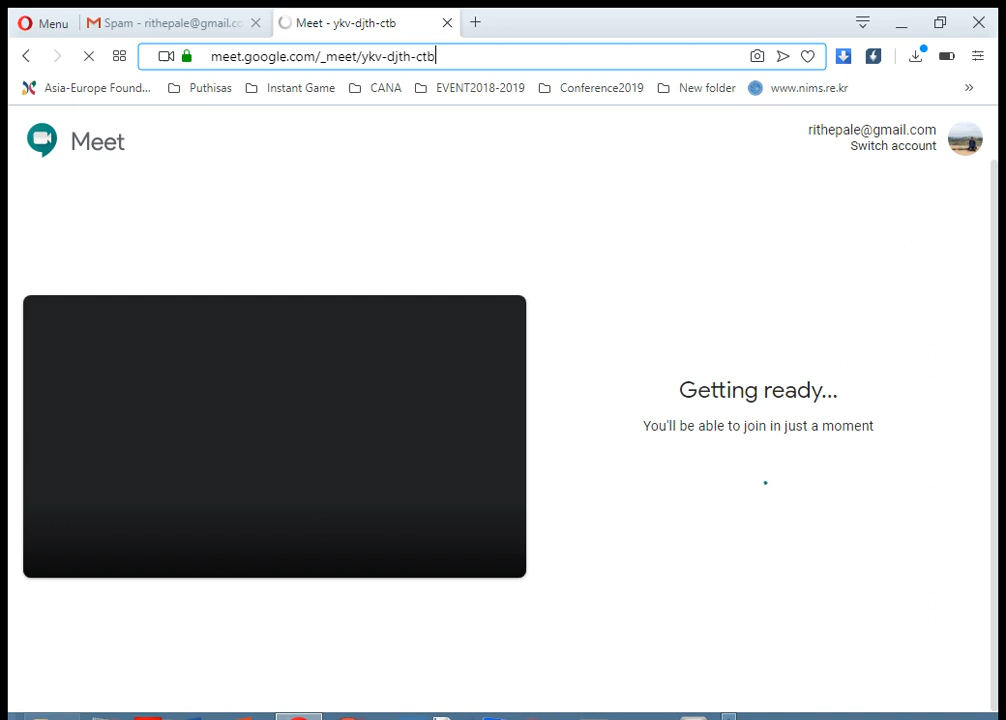 Menu
Spam - rithepale@gmail.co
Meet - ykv-djth-ctb
meet.google.com/_meet/ykv-djth-ctb
Asia-Europe Found...
Puthisas
Instant Game
CANA
EVENT2018-2019
Conference2019
New folder
www.nims.re.kr
»
Meet
rithepale@gmail.com
Switch account
Getting ready...
You'll be able to join in just a moment